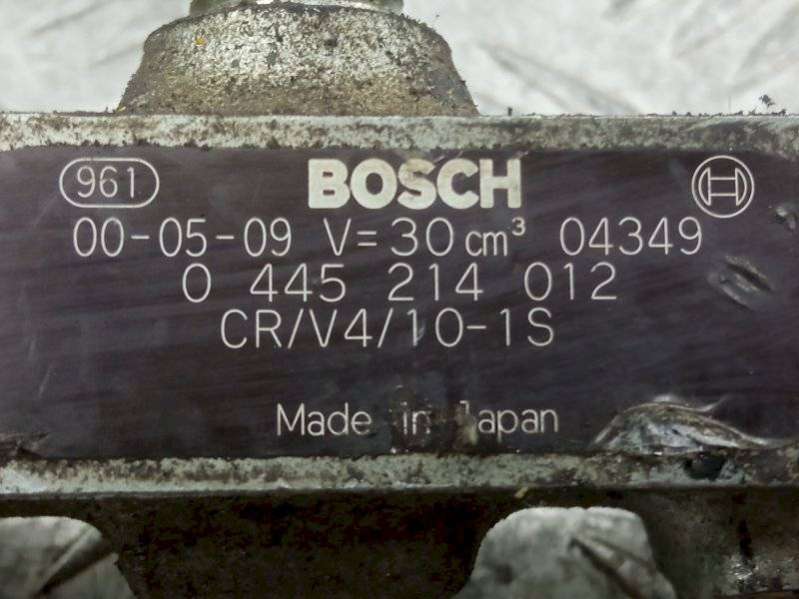 961 BOSCH
00-05-09 V=30cm³ 04349
0 445 214 012
CR/V4/10-1S
Made in Japan